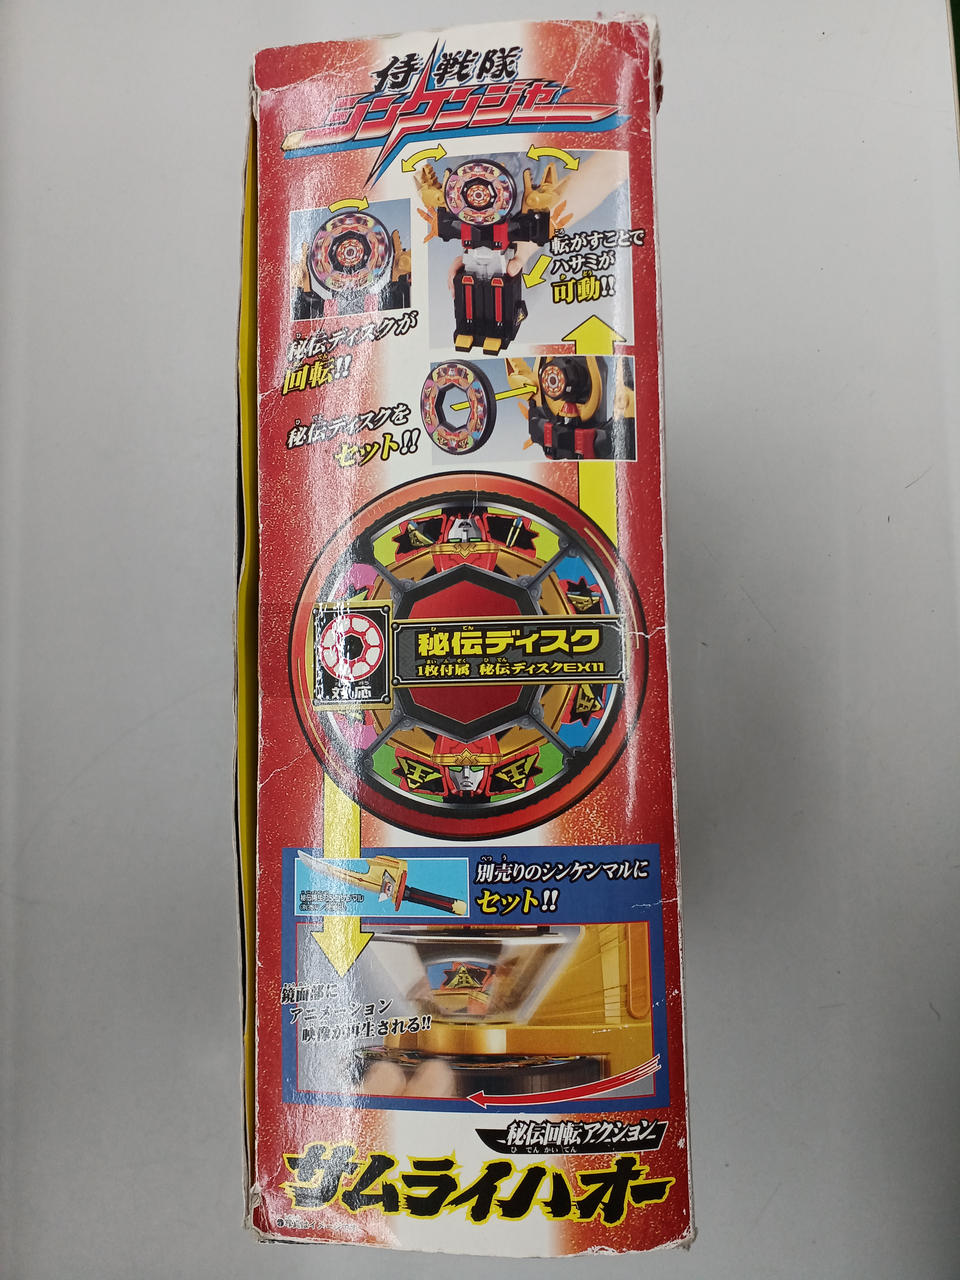 侍戦隊
シンケンジャー
転がすことで
ハサミが
可動!!
秘伝ディスクが
回転!!
秘伝ディスクを
セット!!
秘伝ディスク
1枚付属 秘伝ディスクEX11
別売りのシンケンマルに
セット!!
鏡面部に
アニメーション
映像が再生される!!
秘伝回転アクション
サムライハオー